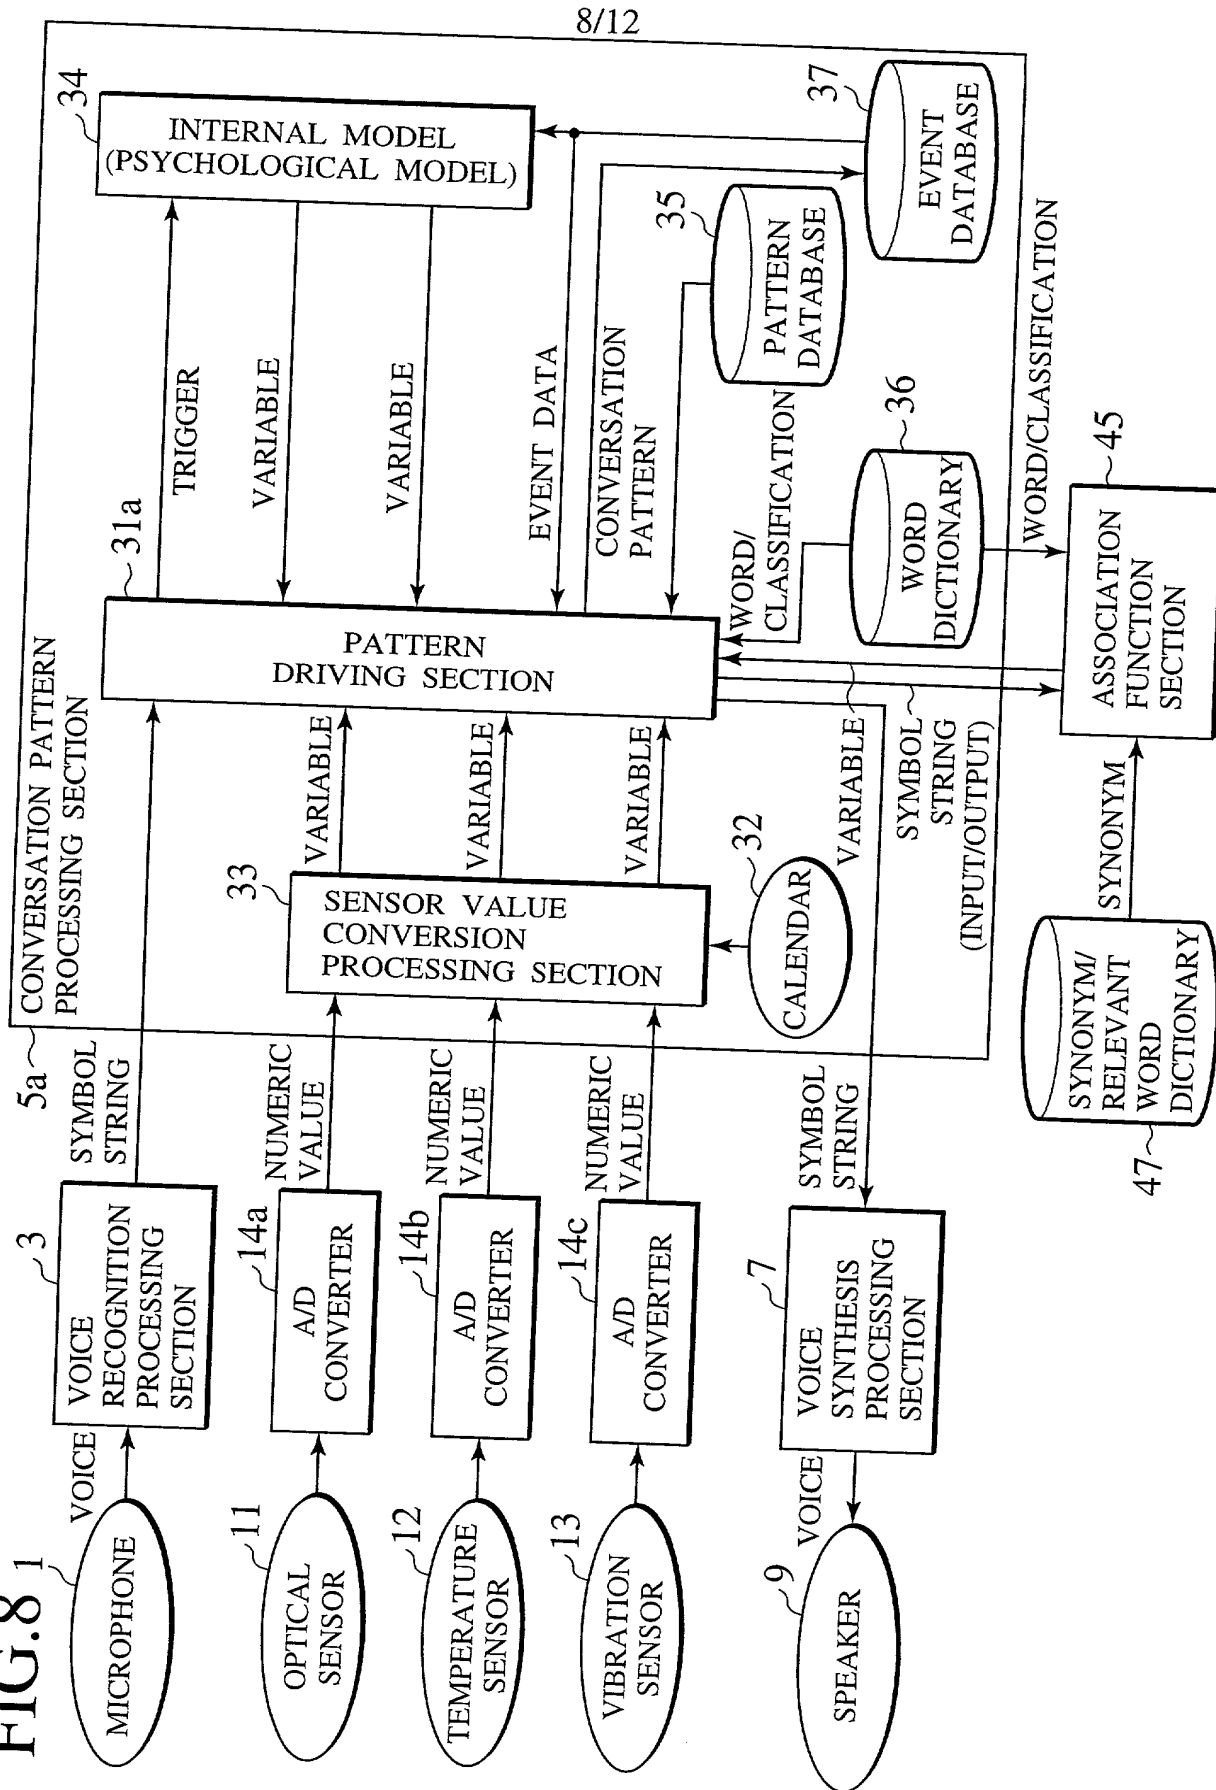 8/12
FIG.8
1
MICROPHONE
VOICE
3
VOICE
RECOGNITION
PROCESSING
SECTION
SYMBOL
STRING
5a
CONVERSATION PATTERN
PROCESSING SECTION
11
OPTICAL
SENSOR
14a
A/D
CONVERTER
NUMERIC
VALUE
12
TEMPERATURE
SENSOR
14b
A/D
CONVERTER
NUMERIC
VALUE
13
VIBRATION
SENSOR
14c
A/D
CONVERTER
NUMERIC
VALUE
33
SENSOR VALUE
CONVERSION
PROCESSING SECTION
32
CALENDAR
VARIABLE
VARIABLE
VARIABLE
31a
PATTERN
DRIVING SECTION
TRIGGER
VARIABLE
VARIABLE
34
INTERNAL MODEL
(PSYCHOLOGICAL MODEL)
EVENT DATA
CONVERSATION
PATTERN
35
PATTERN
DATABASE
37
EVENT
DATABASE
WORD/
CLASSIFICATION
36
WORD
DICTIONARY
WORD/CLASSIFICATION
VARIABLE
SYMBOL
STRING
(INPUT/OUTPUT)
45
ASSOCIATION
FUNCTION
SECTION
SYNONYM
47
SYNONYM/
RELEVANT
WORD
DICTIONARY
SYMBOL
STRING
7
VOICE
SYNTHESIS
PROCESSING
SECTION
VOICE
9
SPEAKER